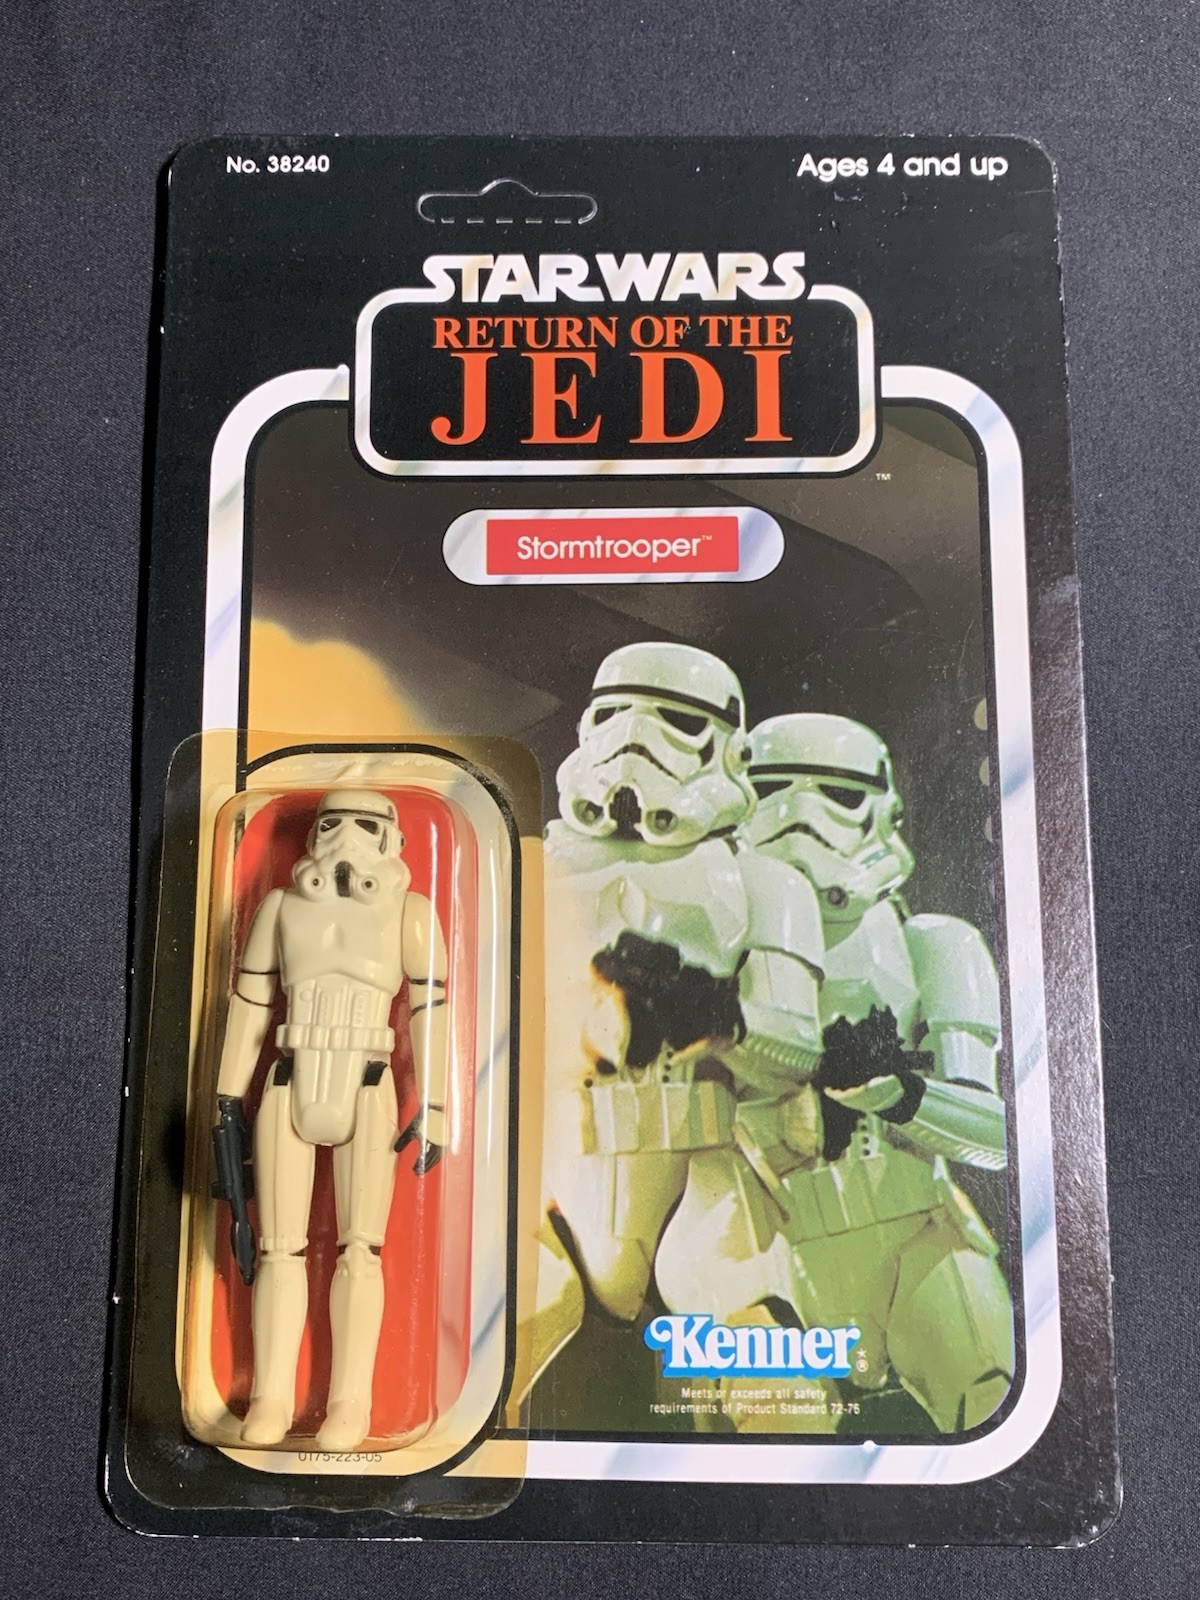 No. 38240
Ages 4 and up
STAR WARS
RETURN OF THE
JEDI
™
Stormtrooper™
Kenner®
Meets or exceeds all safety
requirements of Product Standard 72-76
0175-223-05